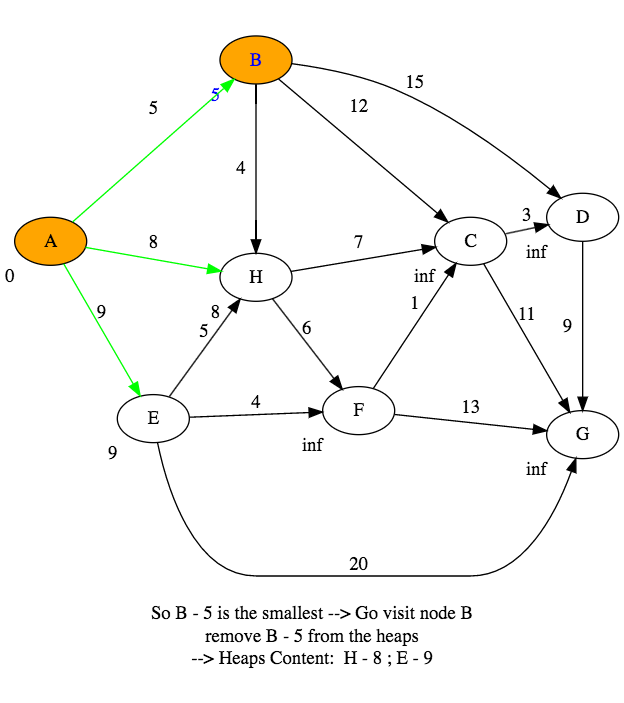 B
15
5
5
12
4
D
3
A
8
7
C
inf
0
H
inf
9
8
5
6
1
11
9
4
F
13
E
G
9
inf
inf
20
So B - 5 is the smallest --> Go visit node B
remove B - 5 from the heaps
--> Heaps Content:  H - 8 ; E - 9